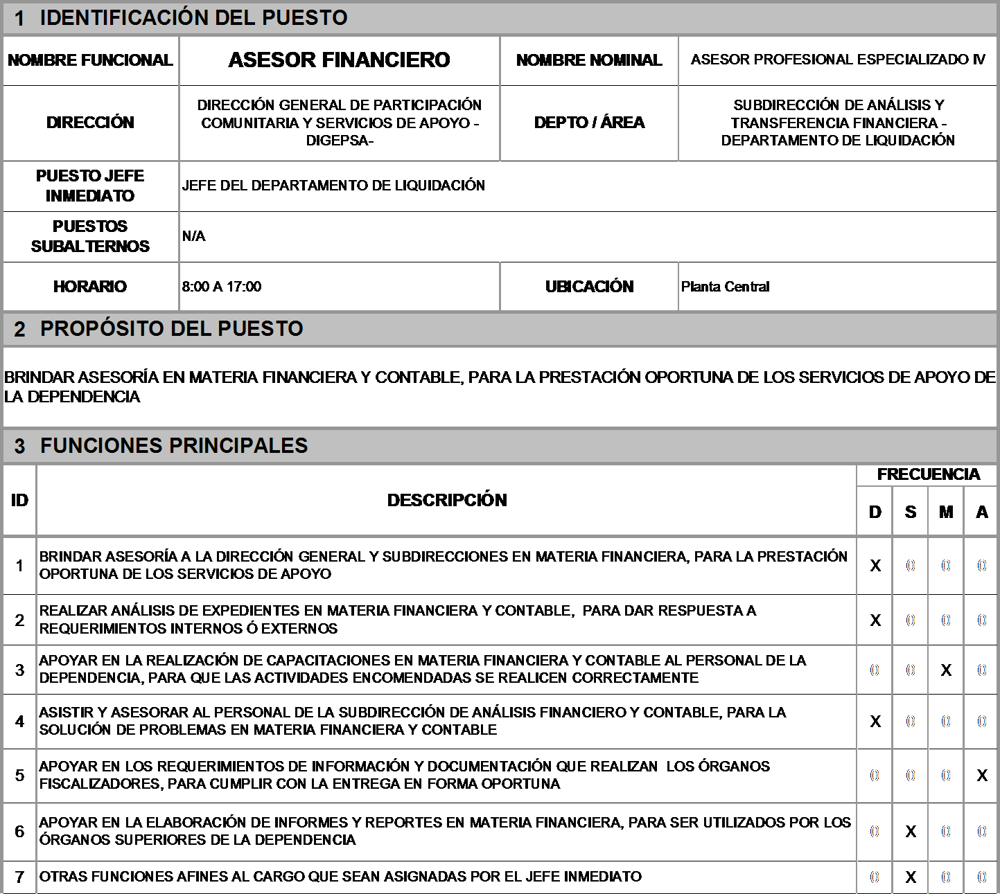 1 IDENTIFICACIÓN DEL PUESTO
NOMBRE FUNCIONAL ASESOR FINANCIERO NOMBRE NOMINAL ASESOR PROFESIONAL ESPECIALIZADO IV
DIRECCIÓN
DIRECCIÓN GENERAL DE PARTICIPACIÓN
COMUNITARIA Y SERVICIOS DE APOYO -
DIGEPSA-
DEPTO / ÁREA
SUBDIRECCIÓN DE ANÁLISIS Y
TRANSFERENCIA FINANCIERA -
DEPARTAMENTO DE LIQUIDACIÓN
PUESTO JEFE
INMEDIATO
JEFE DEL DEPARTAMENTO DE LIQUIDACIÓN
PUESTOS
SUBALTERNOS
N/A
HORARIO 8:00 A 17:00 UBICACIÓN Planta Central
2 PROPÓSITO DEL PUESTO
BRINDAR ASESORÍA EN MATERIA FINANCIERA Y CONTABLE, PARA LA PRESTACIÓN OPORTUNA DE LOS SERVICIOS DE APOYO DE
LA DEPENDENCIA
3 FUNCIONES PRINCIPALES
ID DESCRIPCIÓN FRECUENCIA
D S M A
1 BRINDAR ASESORÍA A LA DIRECCIÓN GENERAL Y SUBDIRECCIONES EN MATERIA FINANCIERA, PARA LA PRESTACIÓN
OPORTUNA DE LOS SERVICIOS DE APOYO
X 0 0 0
2 REALIZAR ANÁLISIS DE EXPEDIENTES EN MATERIA FINANCIERA Y CONTABLE,  PARA DAR RESPUESTA A
REQUERIMIENTOS INTERNOS Ó EXTERNOS
X 0 0 0
3 APOYAR EN LA REALIZACIÓN DE CAPACITACIONES EN MATERIA FINANCIERA Y CONTABLE AL PERSONAL DE LA
DEPENDENCIA, PARA QUE LAS ACTIVIDADES ENCOMENDADAS SE REALICEN CORRECTAMENTE
0 0 X 0
4 ASISTIR Y ASESORAR AL PERSONAL DE LA SUBDIRECCIÓN DE ANÁLISIS FINANCIERO Y CONTABLE, PARA LA
SOLUCIÓN DE PROBLEMAS EN MATERIA FINANCIERA Y CONTABLE
X 0 0 0
5 APOYAR EN LOS REQUERIMIENTOS DE INFORMACIÓN Y DOCUMENTACIÓN QUE REALIZAN  LOS ÓRGANOS
FISCALIZADORES, PARA CUMPLIR CON LA ENTREGA EN FORMA OPORTUNA
0 0 0 X
6 APOYAR EN LA ELABORACIÓN DE INFORMES Y REPORTES EN MATERIA FINANCIERA, PARA SER UTILIZADOS POR LOS
ÓRGANOS SUPERIORES DE LA DEPENDENCIA
0 X 0 0
7 OTRAS FUNCIONES AFINES AL CARGO QUE SEAN ASIGNADAS POR EL JEFE INMEDIATO
0 X 0 0